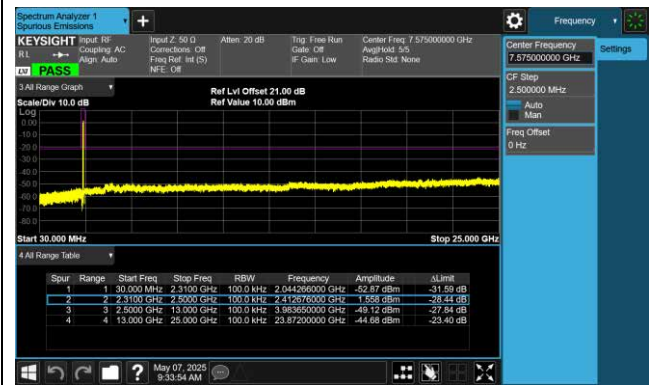 Spectrum Analyzer 1
Spurious Emissions
Frequency
KEYSIGHT
Input: RF
Input Z: 50 Ω
Atten: 20 dB
Trig: Free Run
Center Freq: 7.575000000 GHz
RL
Coupling: AC
Corrections: Off
Gate: Off
Avg|Hold: 5/5
Align: Auto
Freq Ref: Int (S)
IF Gain: Low
Radio Std: None
NFE: Off
PASS
Center Frequency
7.575000000 GHz
Settings
CF Step
2.500000 MHz
Auto
Man
Freq Offset
0 Hz
3 All Range Graph
Ref Lvl Offset 21.00 dB
Scale/Div 10.0 dB
Ref Value 10.00 dBm
Log
0.00
-10.0
-20.0
-30.0
-40.0
-50.0
-60.0
-70.0
-80.0
Start 30.000 MHz
Stop 25.000 GHz
4 All Range Table
Spur Range Start Freq Stop Freq RBW Frequency Amplitude ΔLimit
1 1 30.000 MHz 2.3100 GHz 100.0 kHz 2.044266000 GHz -52.87 dBm -31.59 dB
2 2 2.3100 GHz 2.5000 GHz 100.0 kHz 2.412676000 GHz 1.558 dBm -28.44 dB
3 3 2.5000 GHz 13.000 GHz 100.0 kHz 3.983650000 GHz -49.12 dBm -27.84 dB
4 4 13.000 GHz 25.000 GHz 100.0 kHz 23.87200000 GHz -44.68 dBm -23.40 dB
May 07, 2025
9:33:54 AM